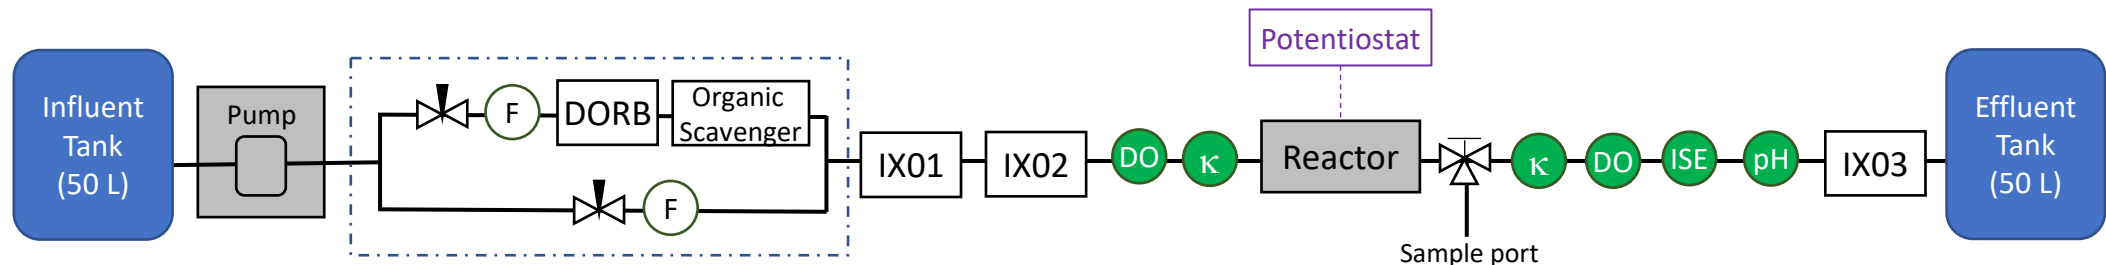 Influent
Tank
(50 L)
Pump
F
DORB
Organic
Scavenger
F
IX01
IX02
DO
κ
Potentiostat
Reactor
Sample port
κ
DO
ISE
pH
IX03
Effluent
Tank
(50 L)